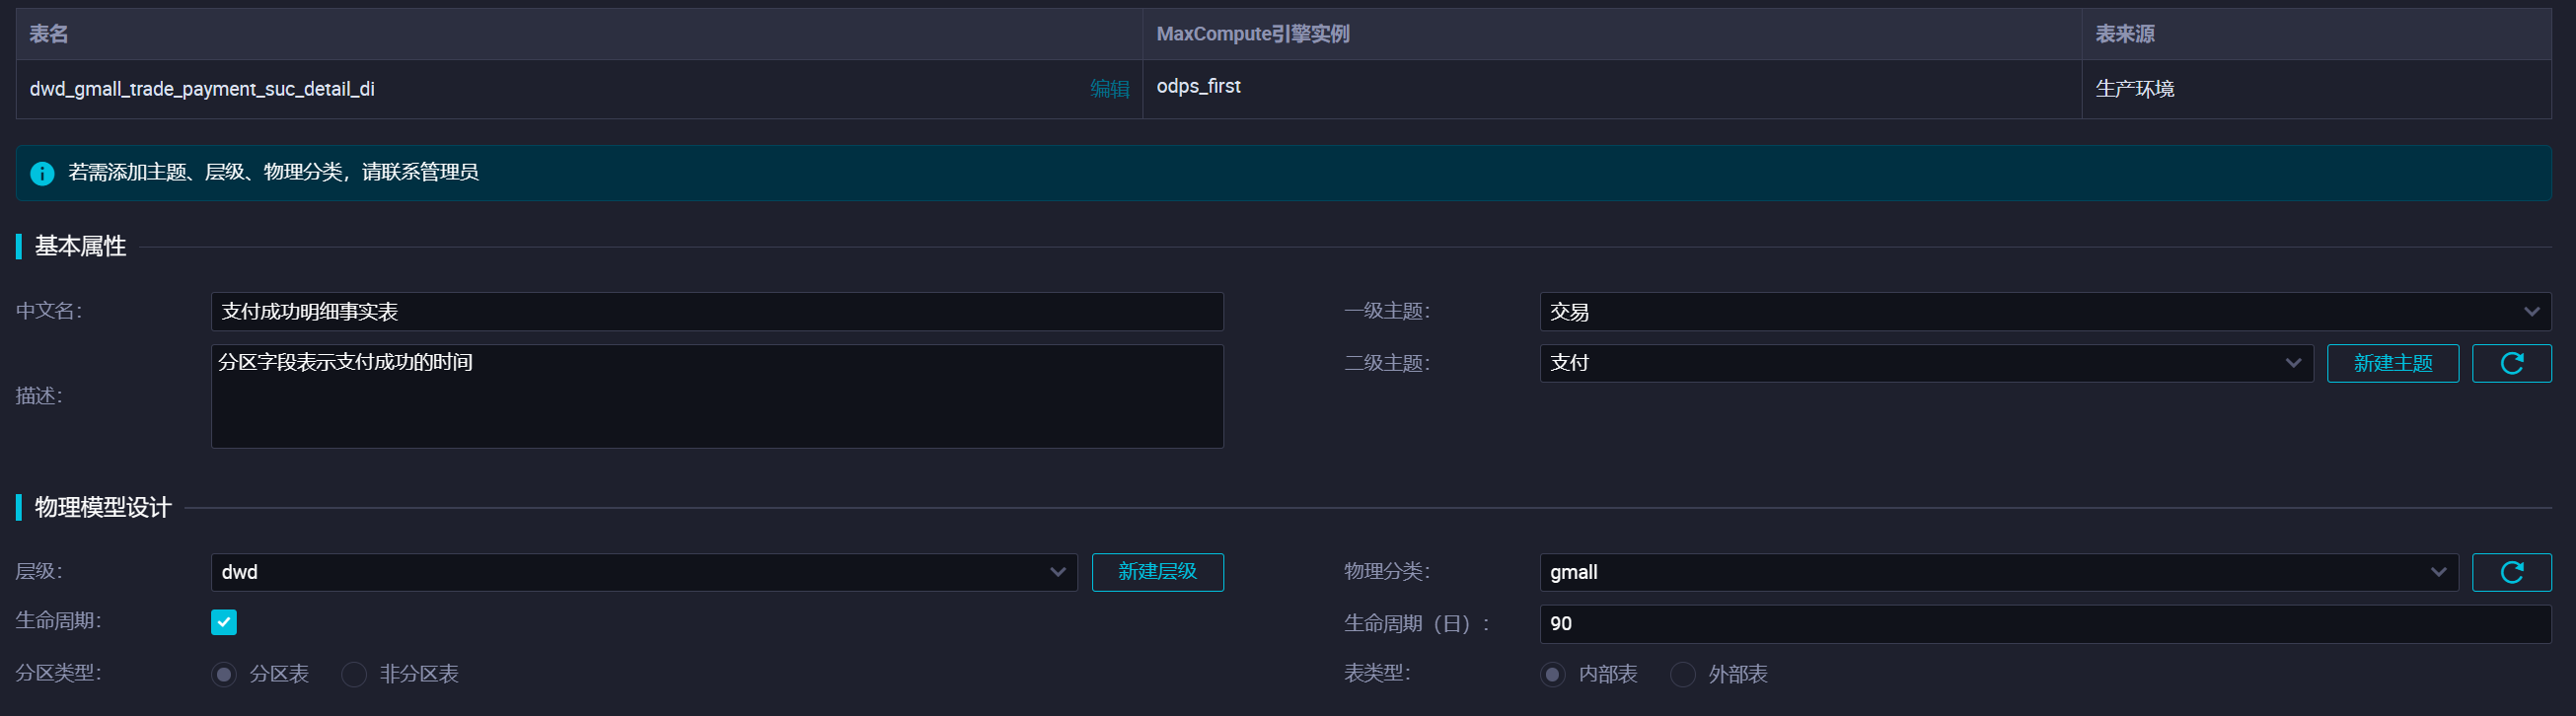 表名 MaxCompute引擎实例 表来源
dwd_gmall_trade_payment_suc_detail_di 编辑 odps_first 生产环境
若需添加主题、层级、物理分类，请联系管理员
基本属性
中文名： 支付成功明细事实表 一级主题： 交易
描述： 分区字段表示支付成功的时间 二级主题： 支付 新建主题
物理模型设计
层级： dwd 新建层级 物理分类： gmall
生命周期： 生命周期（日）： 90
分区类型： 分区表 非分区表 表类型： 内部表 外部表